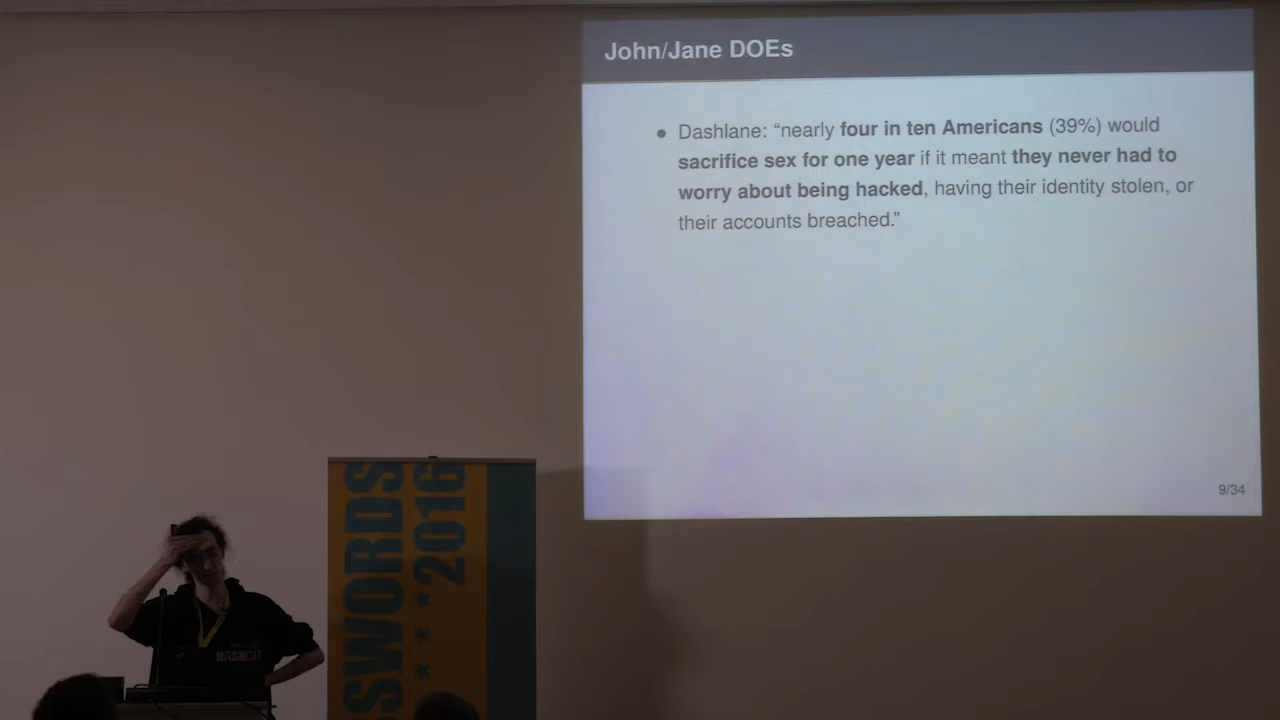 John/Jane DOEs
• Dashlane: “nearly four in ten Americans (39%) would
sacrifice sex for one year if it meant they never had to
worry about being hacked, having their identity stolen, or
their accounts breached.”
9/34
SWORDS
* * * 2016
HASHCAT